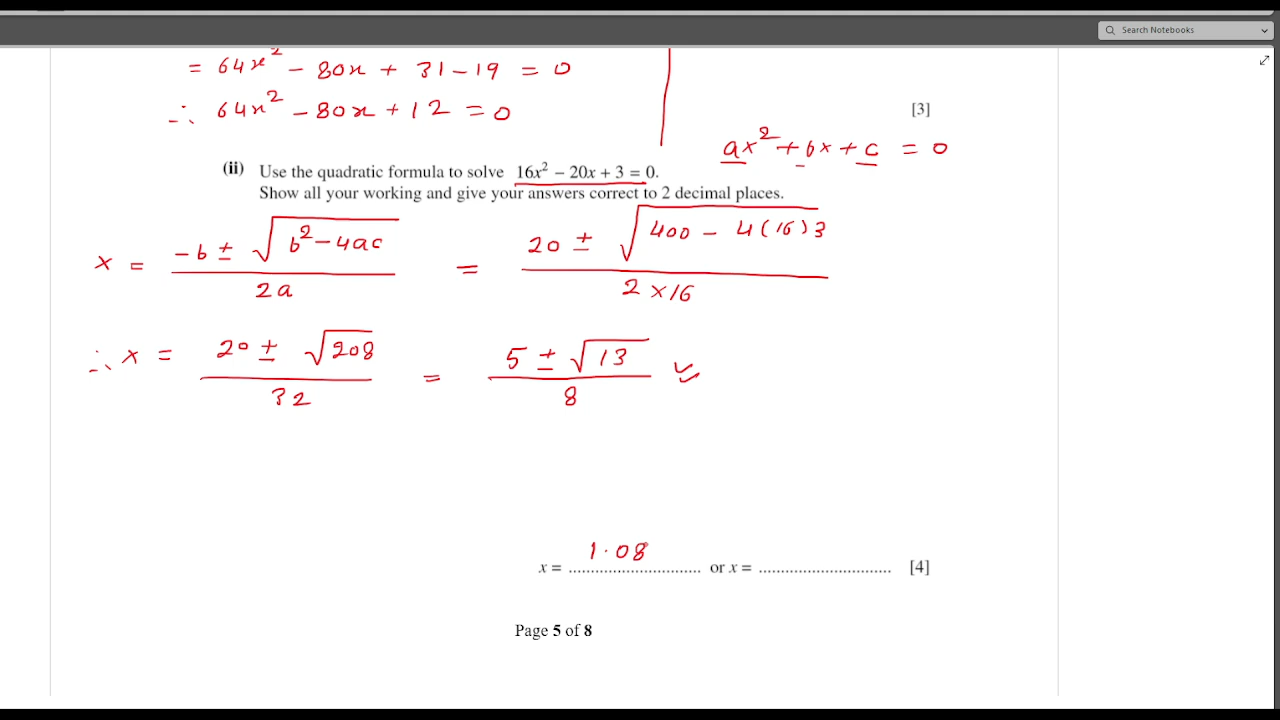 Search Notebooks
= 64x² - 80x + 31 - 19 = 0
∴ 64x² - 80x + 12 = 0
[3]
ax² + bx + c = 0
(ii) Use the quadratic formula to solve 16x² − 20x + 3 = 0.
Show all your working and give your answers correct to 2 decimal places.
x = (-b ± √(b² - 4ac)) / 2a = (20 ± √(400 - 4(16)3)) / 2×16
∴ x = (20 ± √208) / 32 = (5 ± √13) / 8
x = 1.08 or x = .............................. [4]
Page 5 of 8